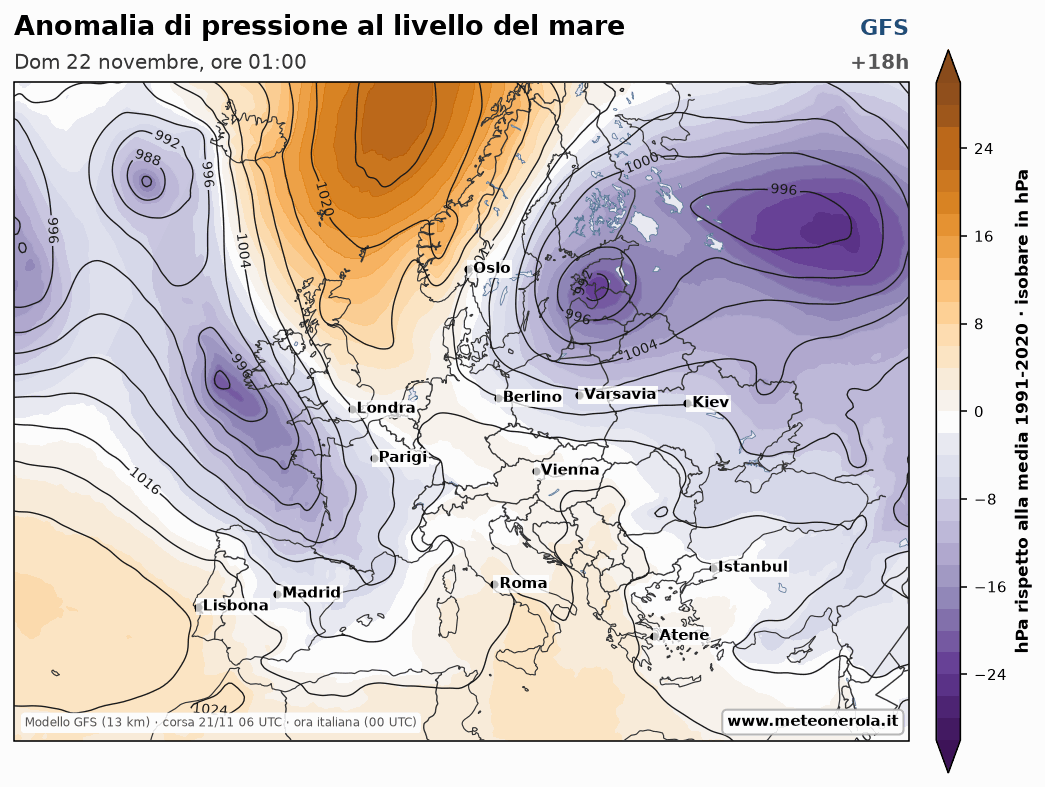 Anomalia di pressione al livello del mare
GFS
Dom 22 novembre, ore 01:00
+18h
992
988
996
996
1020
1004
1012
1000
996
992
996
1004
996
1016
1024
Oslo
Londra
Berlino
Varsavia
Kiev
Parigi
Vienna
Istanbul
Roma
Madrid
Lisbona
Atene
24
16
8
0
−8
−16
−24
hPa rispetto alla media 1991-2020 · isobare in hPa
Modello GFS (13 km) · corsa 21/11 06 UTC · ora italiana (00 UTC)
www.meteonerola.it